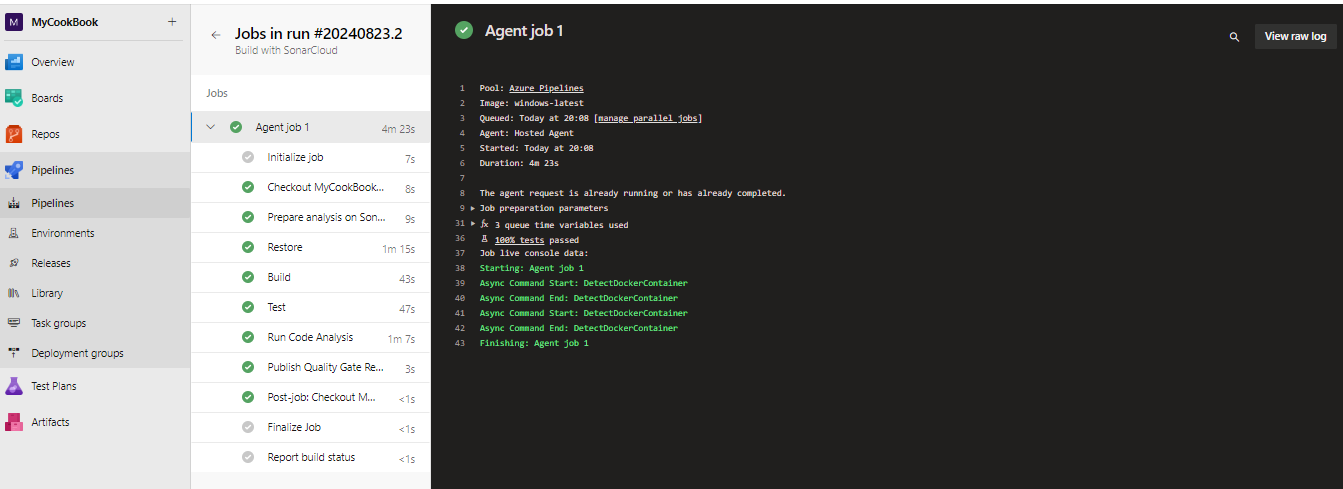 M MyCookBook +
Overview
Boards
Repos
Pipelines
Pipelines
Environments
Releases
Library
Task groups
Deployment groups
Test Plans
Artifacts
Jobs in run #20240823.2
Build with SonarCloud
Jobs
Agent job 1 4m 23s
Initialize job 7s
Checkout MyCookBook... 8s
Prepare analysis on Son... 9s
Restore 1m 15s
Build 43s
Test 47s
Run Code Analysis 1m 7s
Publish Quality Gate Re... 3s
Post-job: Checkout M... <1s
Finalize Job <1s
Report build status <1s
Agent job 1
View raw log
1 Pool: Azure Pipelines
2 Image: windows-latest
3 Queued: Today at 20:08 [manage parallel jobs]
4 Agent: Hosted Agent
5 Started: Today at 20:08
6 Duration: 4m 23s
7
8 The agent request is already running or has already completed.
9 Job preparation parameters
31 fx 3 queue time variables used
36 100% tests passed
37 Job live console data:
38 Starting: Agent job 1
39 Async Command Start: DetectDockerContainer
40 Async Command End: DetectDockerContainer
41 Async Command Start: DetectDockerContainer
42 Async Command End: DetectDockerContainer
43 Finishing: Agent job 1